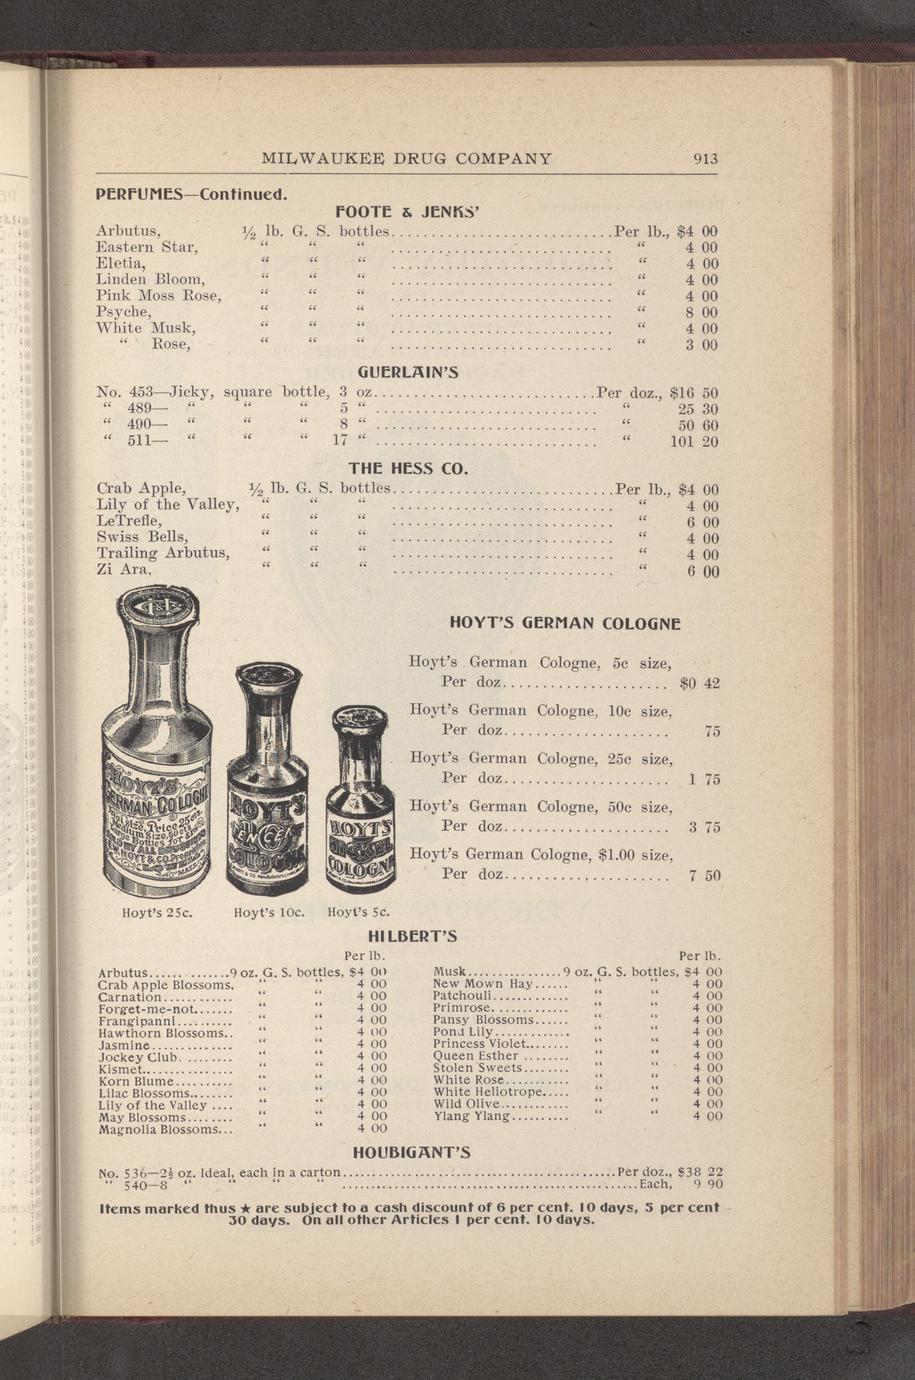 MILWAUKEE DRUG COMPANY 913
PERFUMES—Continued.
FOOTE & JENKS'
Arbutus, ½ lb. G. S. bottles............................Per lb., $4 00
Eastern Star, “ “ “ ............................ “ 4 00
Eletia, “ “ “ ............................ “ 4 00
Linden Bloom, “ “ “ ............................ “ 4 00
Pink Moss Rose, “ “ “ ............................ “ 4 00
Psyche, “ “ “ ............................ “ 8 00
White Musk, “ “ “ ............................ “ 4 00
“ Rose, “ “ “ ............................ “ 3 00
GUERLAIN'S
No. 453—Jicky, square bottle, 3 oz............................Per doz., $16 50
“ 489— “ “ “ 5 “ ............................ “ 25 30
“ 490— “ “ “ 8 “ ............................ “ 50 60
“ 511— “ “ “ 17 “ ............................ “ 101 20
THE HESS CO.
Crab Apple, ½ lb. G. S. bottles............................Per lb., $4 00
Lily of the Valley, “ “ ............................ “ 4 00
LeTrefle, “ “ “ ............................ “ 6 00
Swiss Bells, “ “ “ ............................ “ 4 00
Trailing Arbutus, “ “ “ ............................ “ 4 00
Zi Ara, “ “ “ ............................ “ 6 00
HOYT'S
GERMAN COLOGNE
Price 25cts.
HOYT'S
COLOGNE
HOYT'S
NICKEL
COLOGNE
Hoyt's 25c. Hoyt's 10c. Hoyt's 5c.
HOYT'S GERMAN COLOGNE
Hoyt's German Cologne, 5c size,
Per doz..................... $0 42
Hoyt's German Cologne, 10c size,
Per doz..................... 75
Hoyt's German Cologne, 25c size,
Per doz..................... 1 75
Hoyt's German Cologne, 50c size,
Per doz..................... 3 75
Hoyt's German Cologne, $1.00 size,
Per doz..................... 7 50
HILBERT'S
Per lb.
Arbutus.............9 oz. G. S. bottles, $4 00
Crab Apple Blossoms. “ “ 4 00
Carnation............ “ “ 4 00
Forget-me-not....... “ “ 4 00
Frangipanni......... “ “ 4 00
Hawthorn Blossoms.. “ “ 4 00
Jasmine.............. “ “ 4 00
Jockey Club. ........ “ “ 4 00
Kismet............... “ “ 4 00
Korn Blume.......... “ “ 4 00
Lilac Blossoms....... “ “ 4 00
Lily of the Valley .... “ “ 4 00
May Blossoms........ “ “ 4 00
Magnolia Blossoms... “ “ 4 00
Per lb.
Musk...............9 oz. G. S. bottles, $4 00
New Mown Hay...... “ “ 4 00
Patchouli............. “ “ 4 00
Primrose............. “ “ 4 00
Pansy Blossoms...... “ “ 4 00
Pond Lily............ “ “ 4 00
Princess Violet........ “ “ 4 00
Queen Esther ........ “ “ 4 00
Stolen Sweets........ “ “ 4 00
White Rose........... “ “ 4 00
White Heliotrope..... “ “ 4 00
Wild Olive............ “ “ 4 00
Ylang Ylang.......... “ “ 4 00
HOUBIGANT'S
No. 536—2½ oz. Ideal, each in a carton..........................................Per doz., $38 22
“ 540—8 “ “ “ “ ..........................................Each, 9 90
Items marked thus ★ are subject to a cash discount of 6 per cent. 10 days, 5 per cent
30 days. On all other Articles 1 per cent. 10 days.